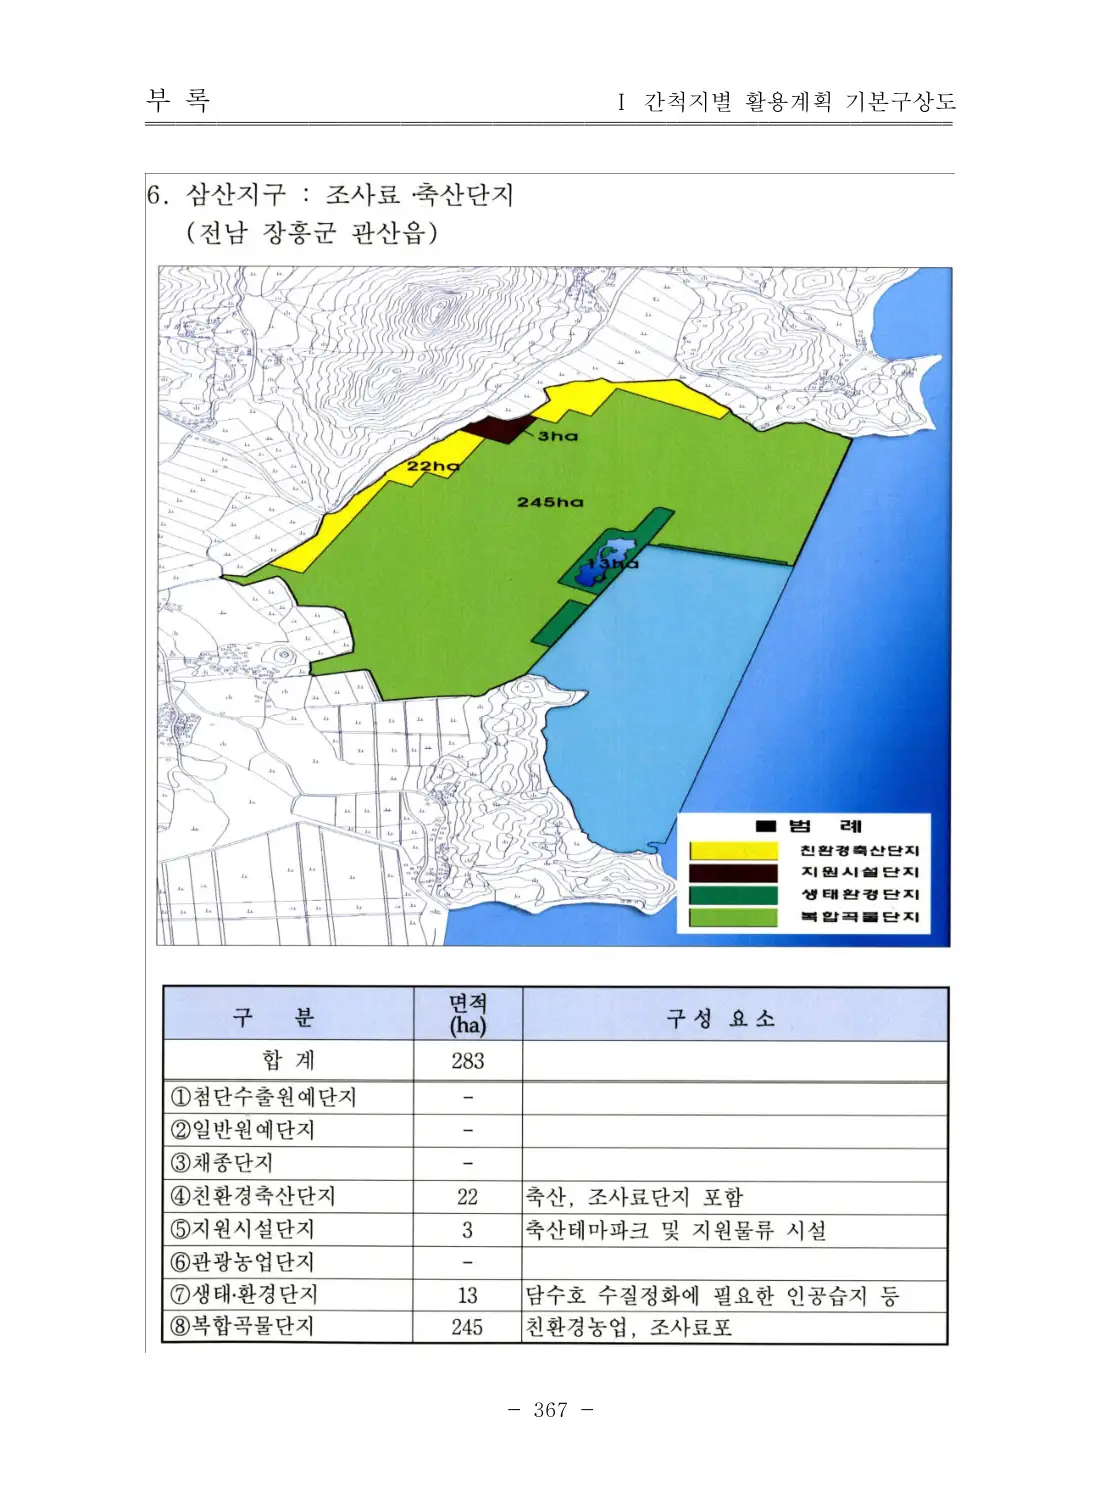 부 록
Ⅰ 간척지별 활용계획 기본구상도
6. 삼산지구 : 조사료·축산단지
(전남 장흥군 관산읍)
3ha
22ha
245ha
13ha
■ 범 례
친환경축산단지
지원시설단지
생태환경단지
복합곡물단지
구 분 면적(ha) 구성요소
합 계 283
①첨단수출원예단지 -
②일반원예단지 -
③채종단지 -
④친환경축산단지 22 축산, 조사료단지 포함
⑤지원시설단지 3 축산테마파크 및 지원물류 시설
⑥관광농업단지 -
⑦생태·환경단지 13 담수호 수질정화에 필요한 인공습지 등
⑧복합곡물단지 245 친환경농업, 조사료포
- 367 -